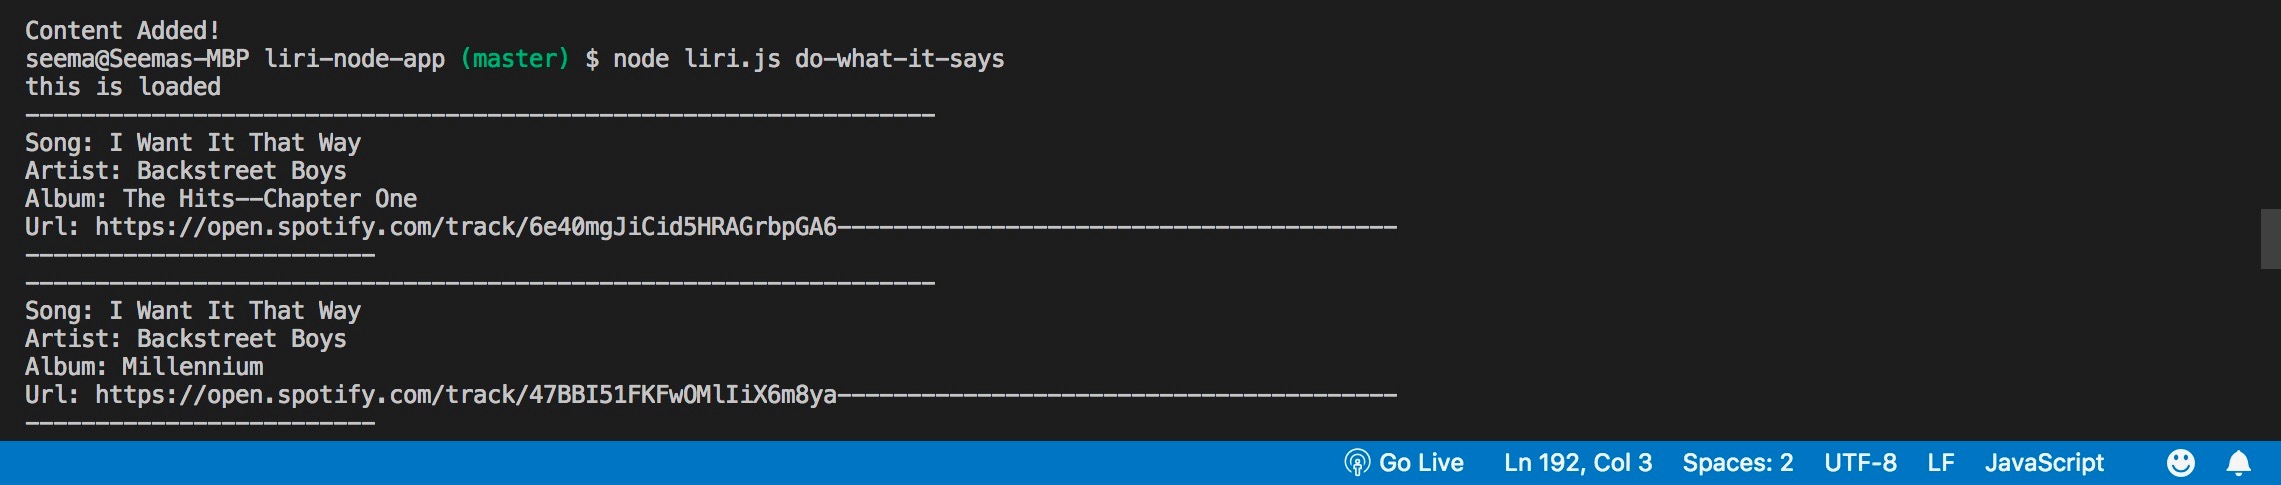 Content Added!
seema@Seemas-MBP liri-node-app (master) $ node liri.js do-what-it-says
this is loaded
-----------------------------------------------------------------
Song: I Want It That Way
Artist: Backstreet Boys
Album: The Hits--Chapter One
Url: https://open.spotify.com/track/6e40mgJiCid5HRAGrbpGA6----------------------------------------
-------------------------
-----------------------------------------------------------------
Song: I Want It That Way
Artist: Backstreet Boys
Album: Millennium
Url: https://open.spotify.com/track/47BBI51FKFwOMlIiX6m8ya----------------------------------------
-------------------------
Go Live Ln 192, Col 3 Spaces: 2 UTF-8 LF JavaScript